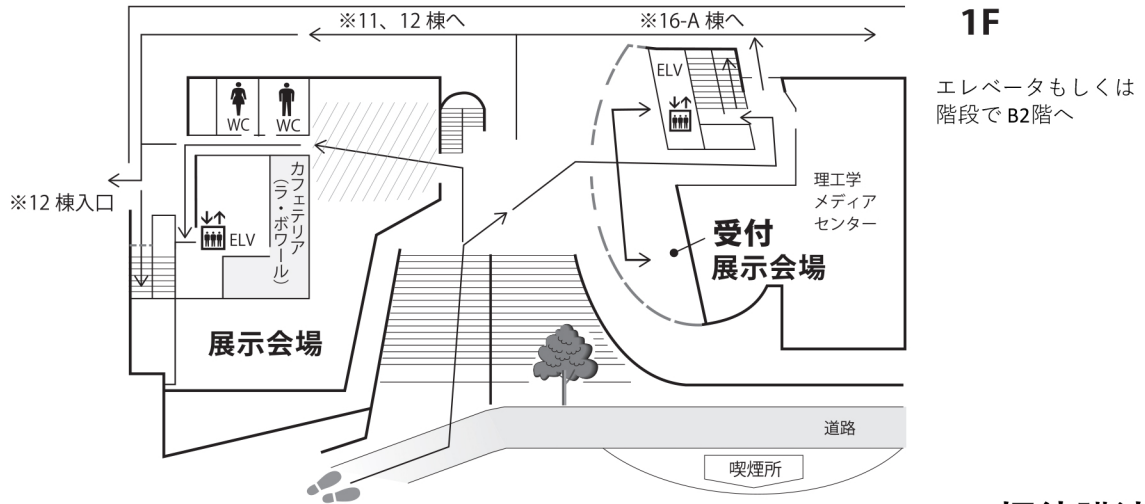 ※11、12 棟へ
※16-A 棟へ
1F
エレベータもしくは
階段で B2階へ
ELV
WC
WC
カフェテリア
(ラ・ボワール)
※12 棟入口
ELV
理工学
メディア
センター
受付
展示会場
展示会場
道路
喫煙所